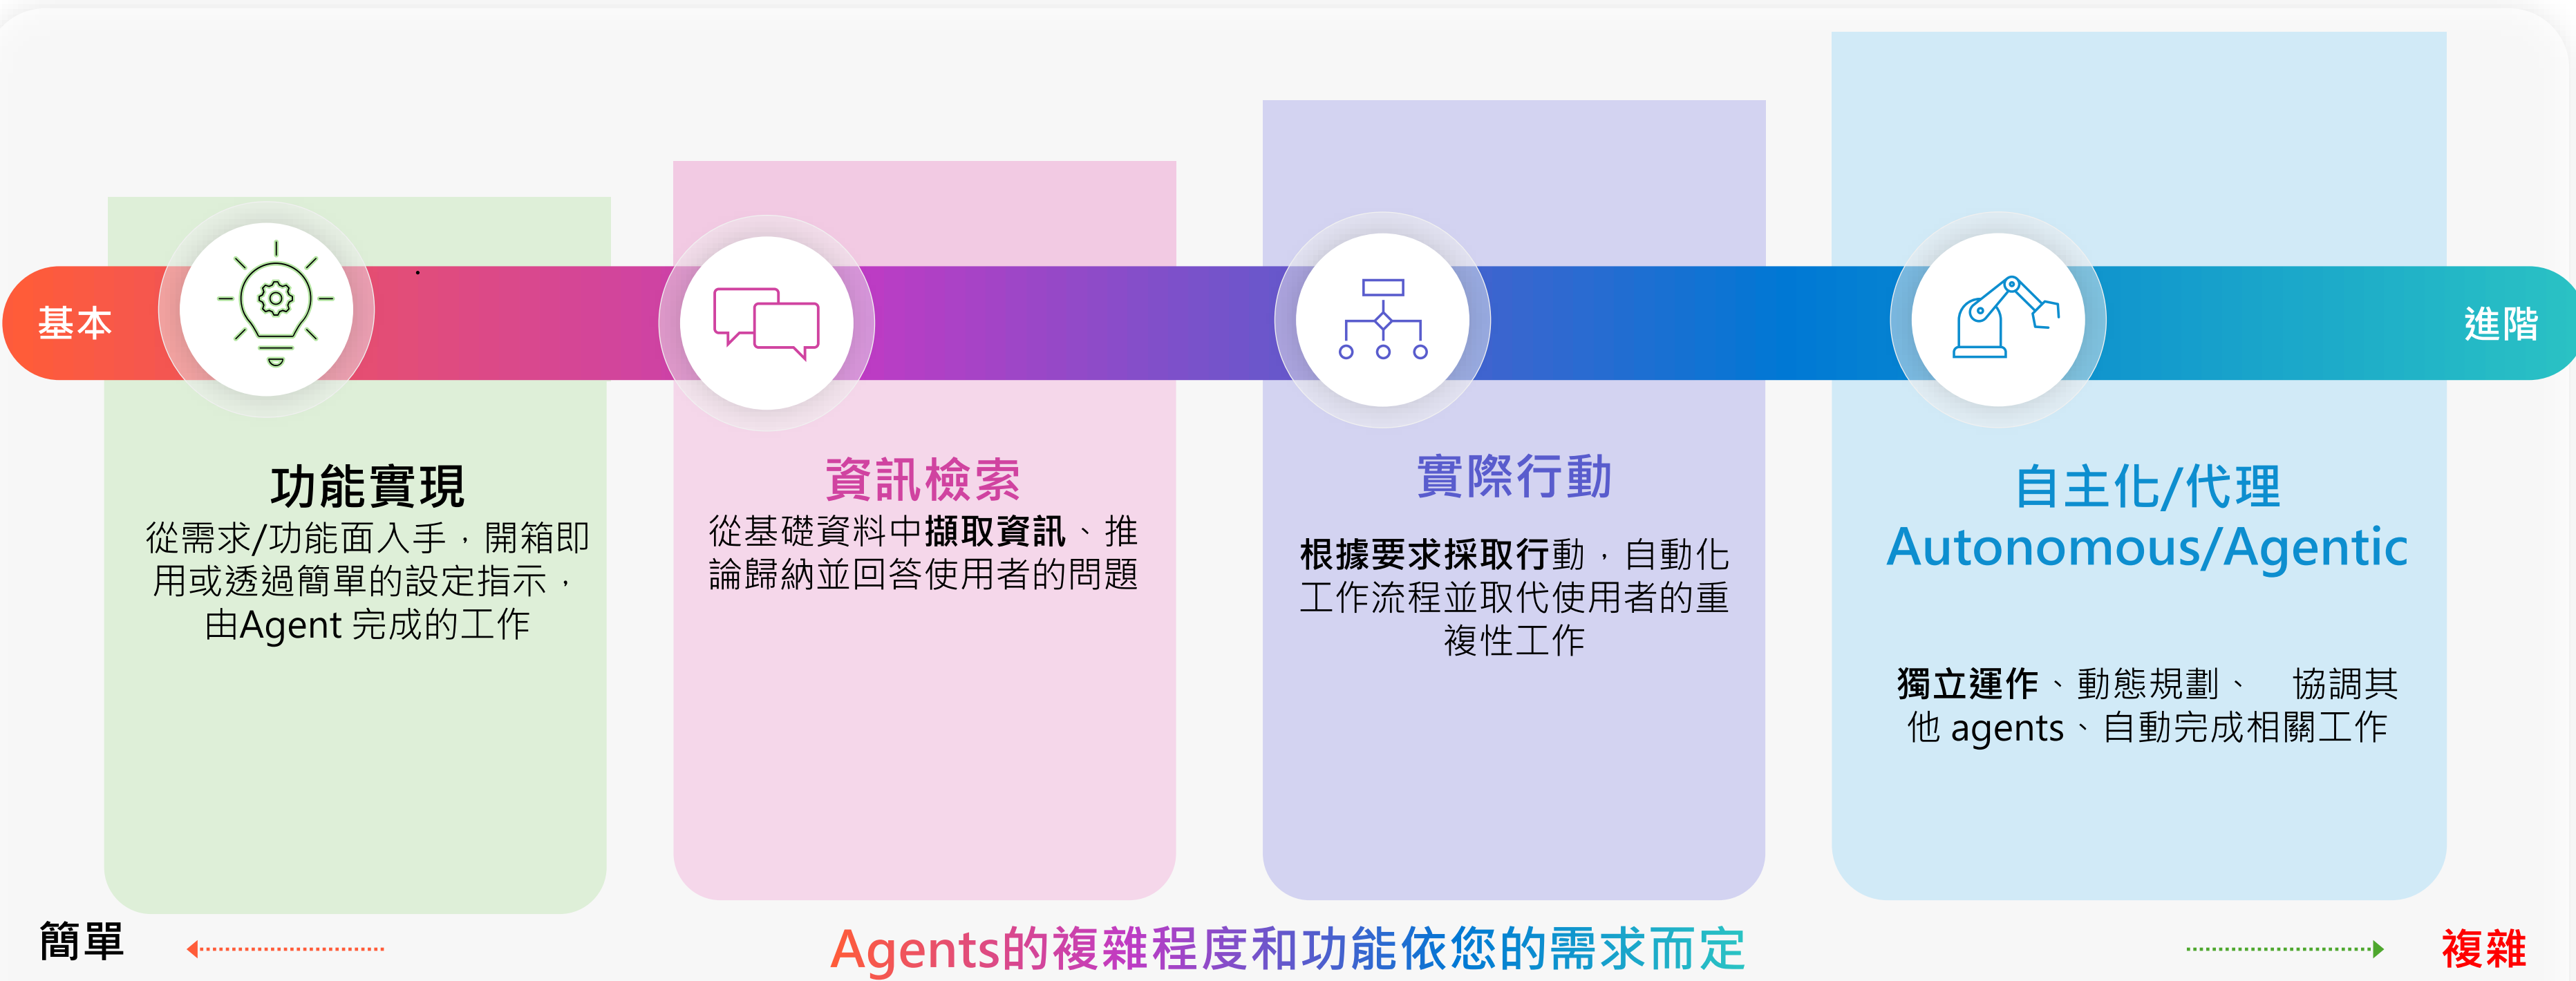 基本
進階
功能實現
從需求/功能面入手，開箱即
用或透過簡單的設定指示，
由Agent 完成的工作
資訊檢索
從基礎資料中擷取資訊、推
論歸納並回答使用者的問題
實際行動
根據要求採取行動，自動化
工作流程並取代使用者的重
複性工作
自主化/代理
Autonomous/Agentic
獨立運作、動態規劃、　協調其
他 agents、自動完成相關工作
簡單
Agents的複雜程度和功能依您的需求而定
複雜